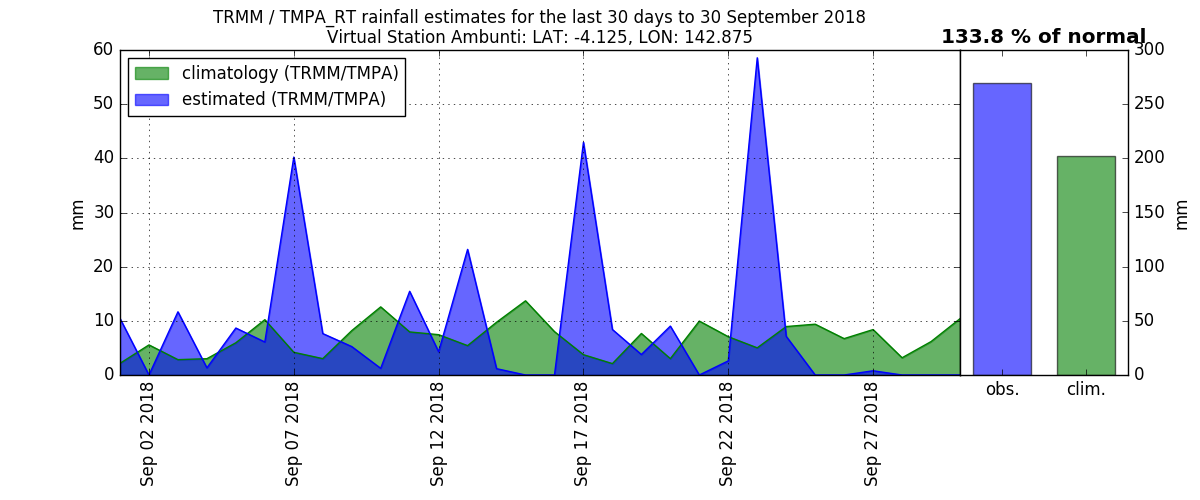 TRMM / TMPA_RT rainfall estimates for the last 30 days to 30 September 2018
Virtual Station Ambunti: LAT: -4.125, LON: 142.875
133.8 % of normal
climatology (TRMM/TMPA)
estimated (TRMM/TMPA)
60
50
40
30
20
10
0
mm
300
250
200
150
100
50
0
mm
Sep 02 2018
Sep 07 2018
Sep 12 2018
Sep 17 2018
Sep 22 2018
Sep 27 2018
obs.
clim.